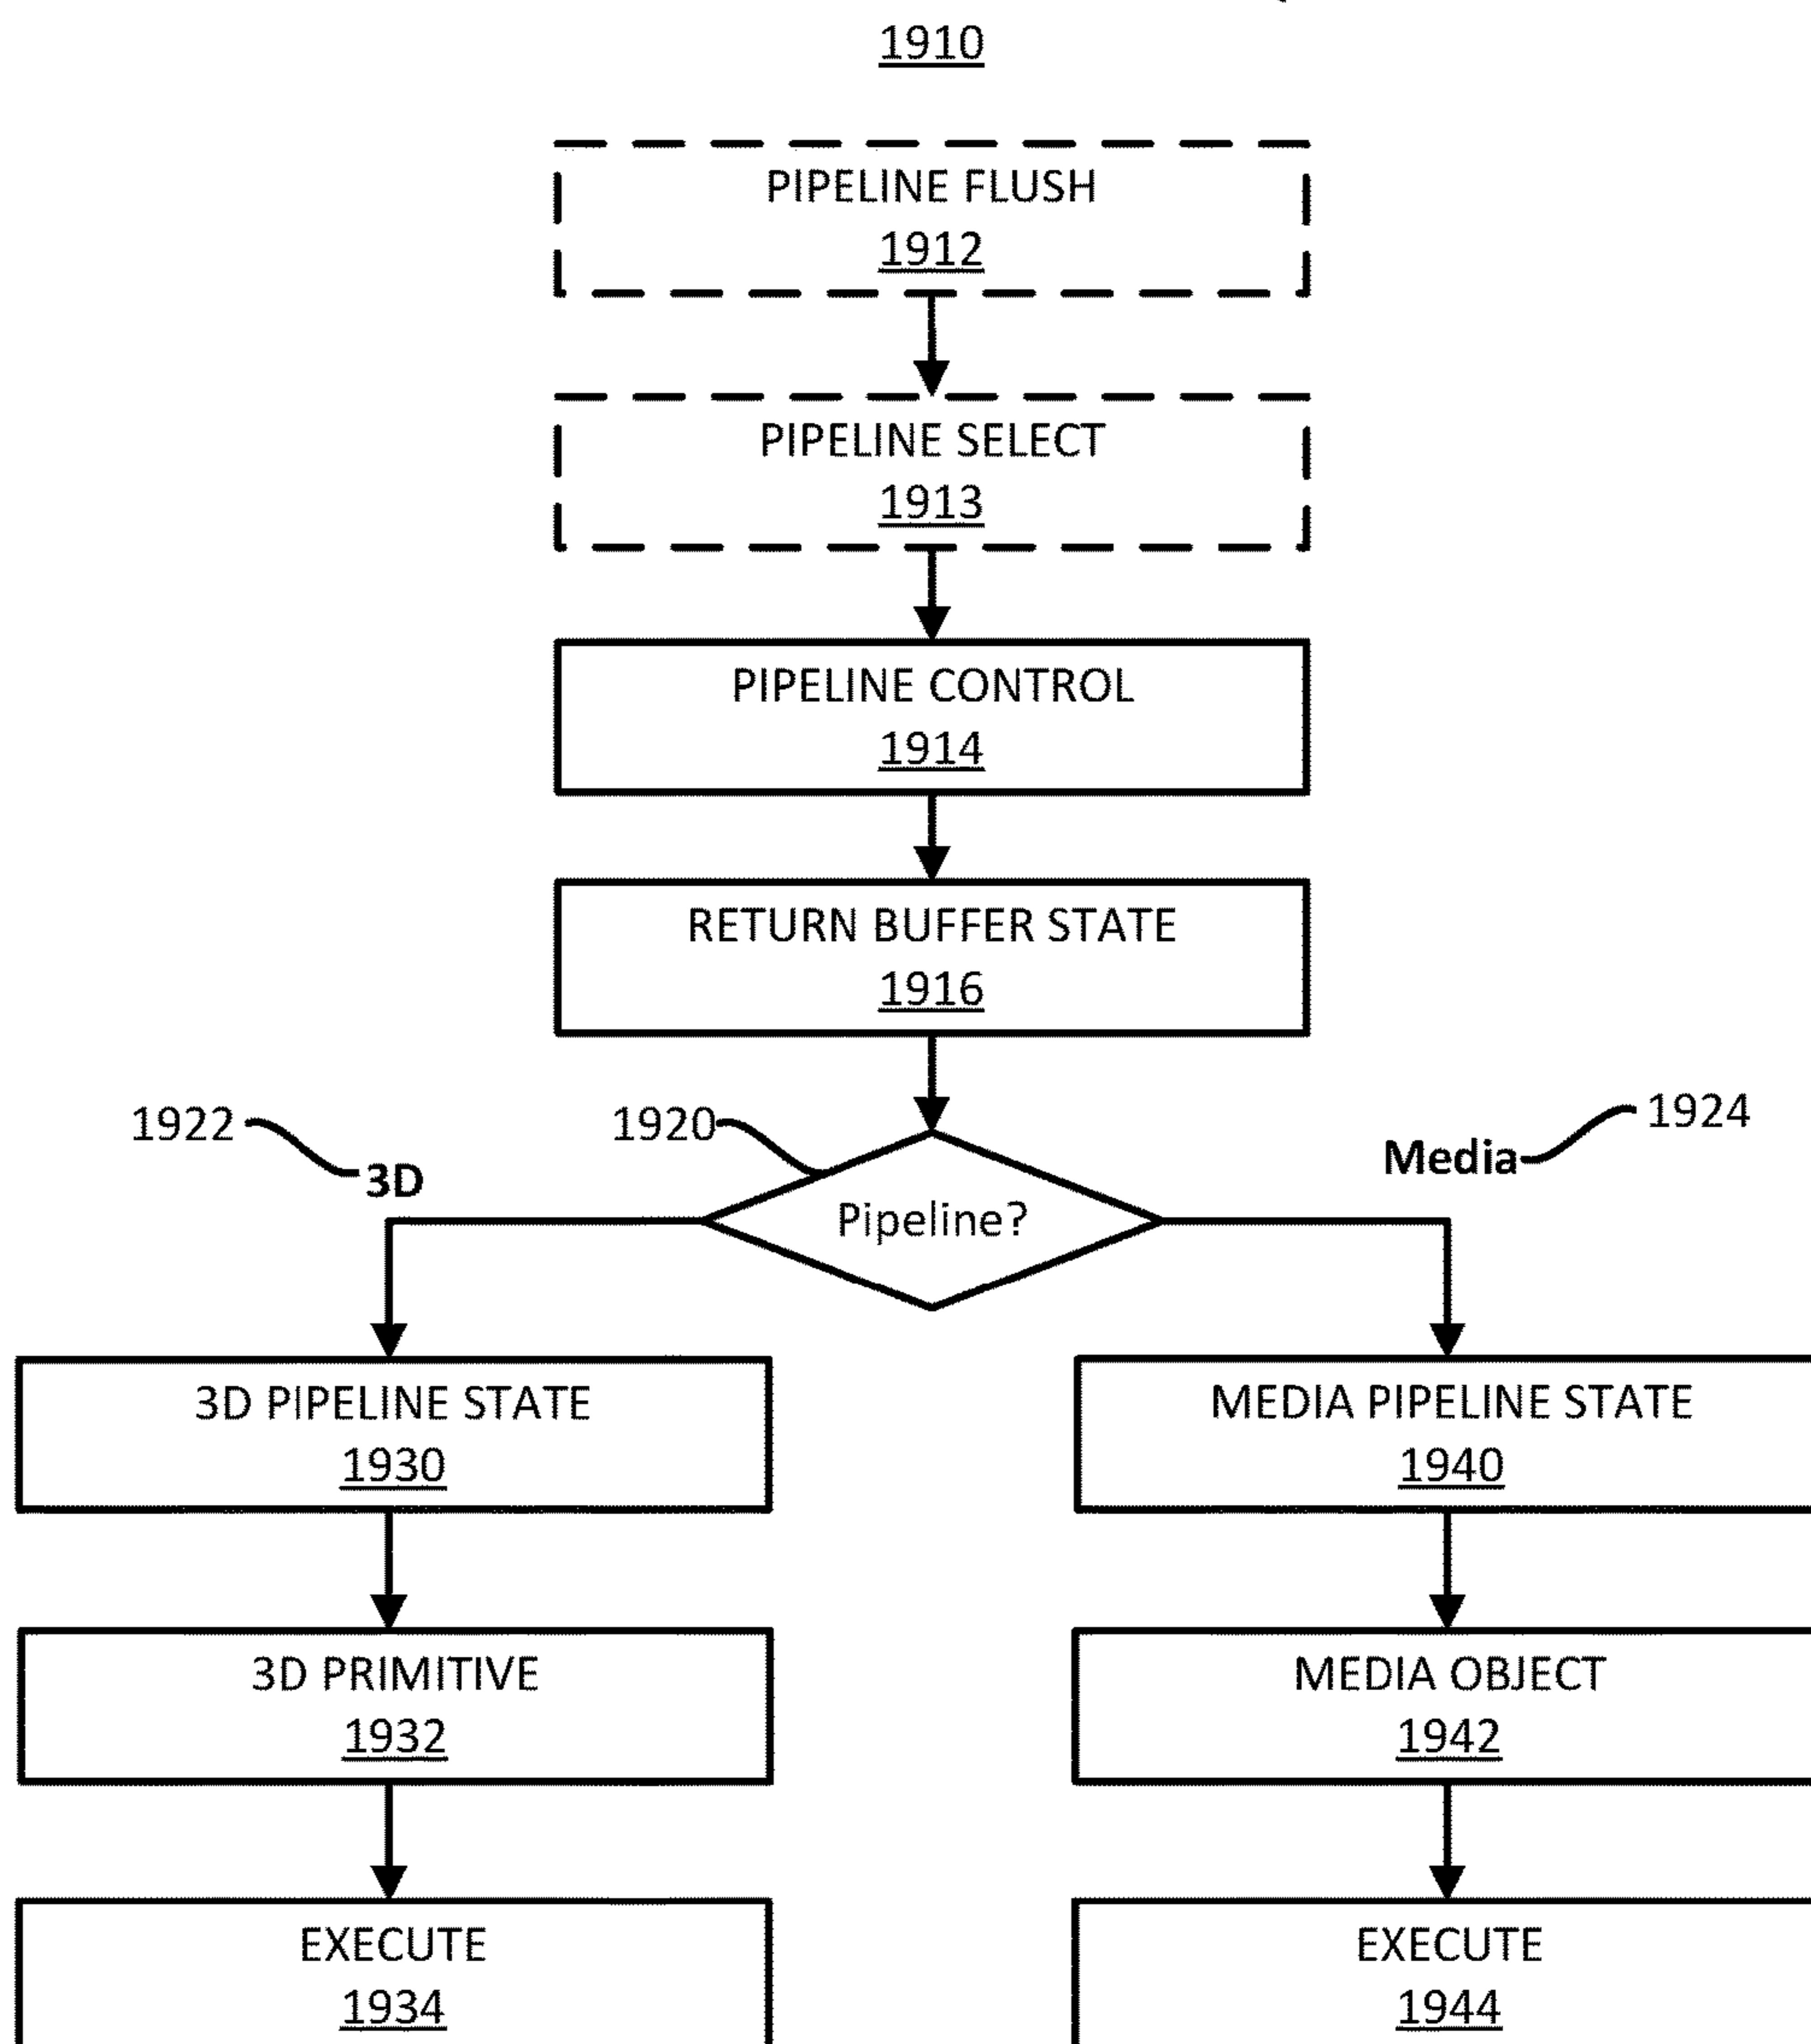 1910
PIPELINE FLUSH
1912
PIPELINE SELECT
1913
PIPELINE CONTROL
1914
RETURN BUFFER STATE
1916
1922
1920
1924
3D
Media
Pipeline?
3D PIPELINE STATE
1930
MEDIA PIPELINE STATE
1940
3D PRIMITIVE
1932
MEDIA OBJECT
1942
EXECUTE
1934
EXECUTE
1944